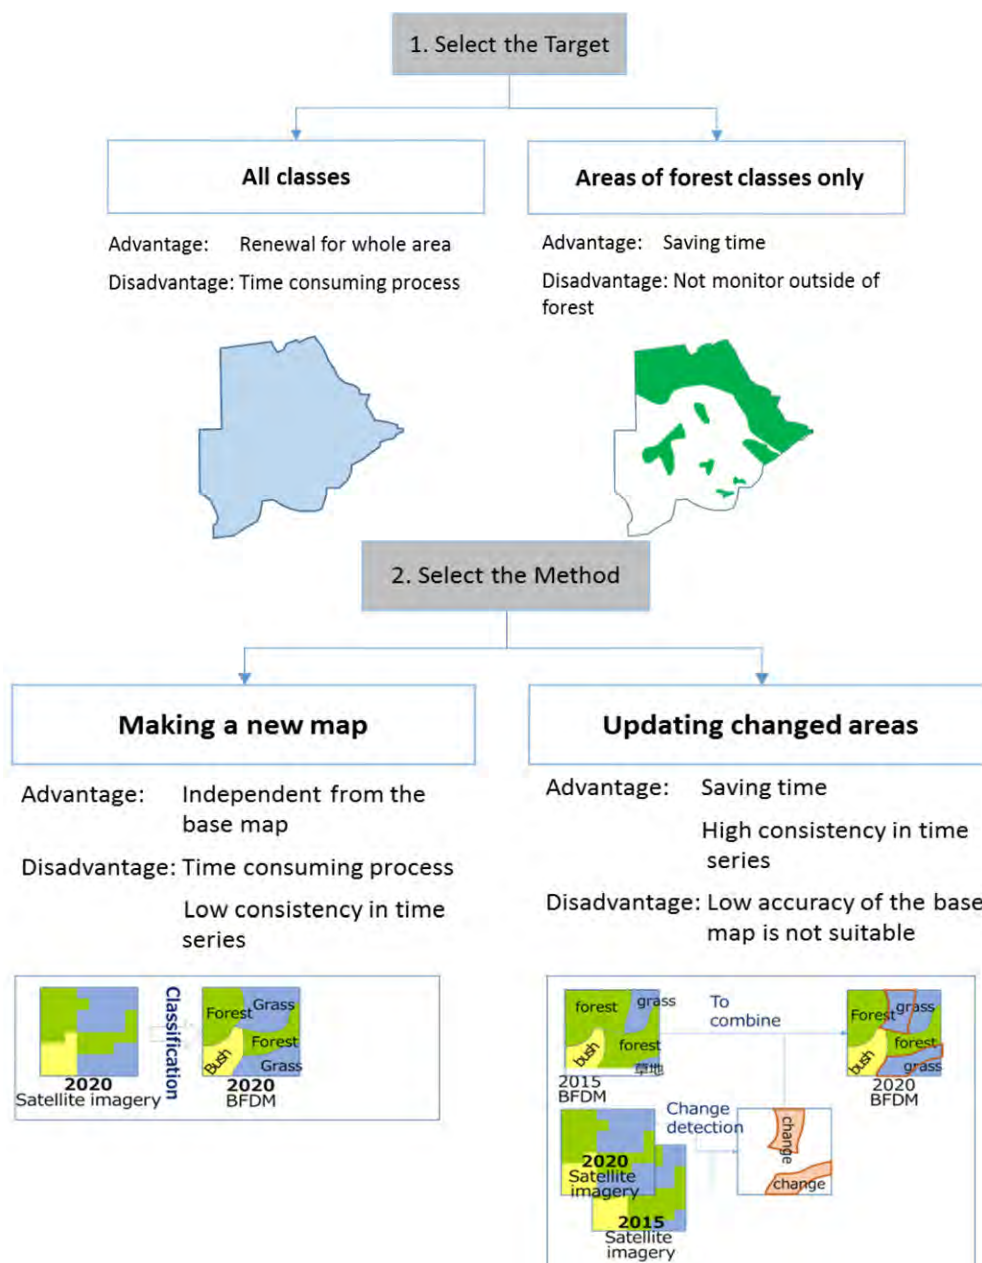 1. Select the Target
All classes
Areas of forest classes only
Advantage: Renewal for whole area
Disadvantage: Time consuming process
Advantage: Saving time
Disadvantage: Not monitor outside of
forest
2. Select the Method
Making a new map
Updating changed areas
Advantage: Independent from the
base map
Disadvantage: Time consuming process
Low consistency in time
series
Advantage: Saving time
High consistency in time
series
Disadvantage: Low accuracy of the base
map is not suitable
2020
Satellite imagery
Classification
Forest
Grass
Forest
Bush
Grass
2020
BFDM
forest
grass
forest
bush
草地
2015
BFDM
To
combine
Forest
grass
forest
bush
grass
2020
BFDM
Change
detection
2020
Satellite
imagery
2015
Satellite
imagery
change
change